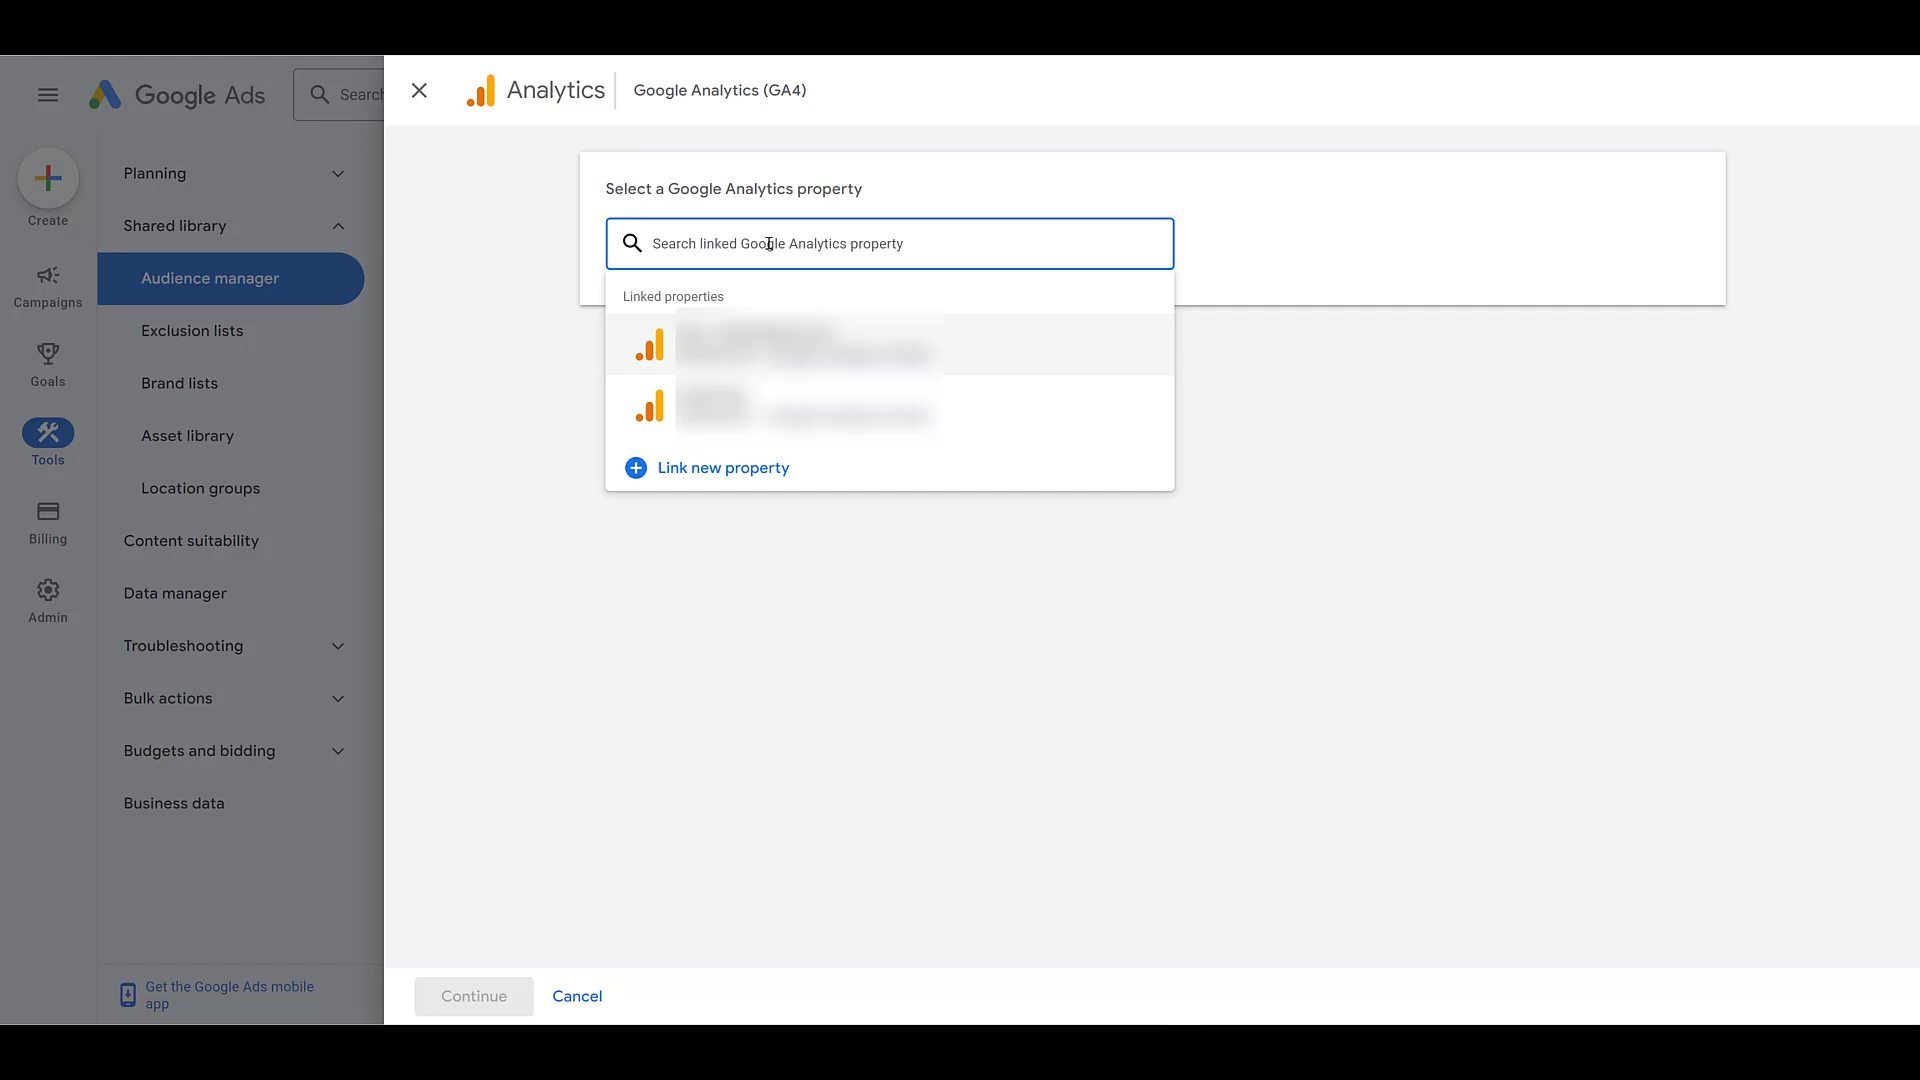 Google Ads
Search
Create
Campaigns
Goals
Tools
Billing
Admin
Planning
Shared library
Audience manager
Exclusion lists
Brand lists
Asset library
Location groups
Content suitability
Data manager
Troubleshooting
Bulk actions
Budgets and bidding
Business data
Get the Google Ads mobile
app
Analytics
Google Analytics (GA4)
Select a Google Analytics property
Search linked Google Analytics property
Linked properties
Link new property
Continue
Cancel